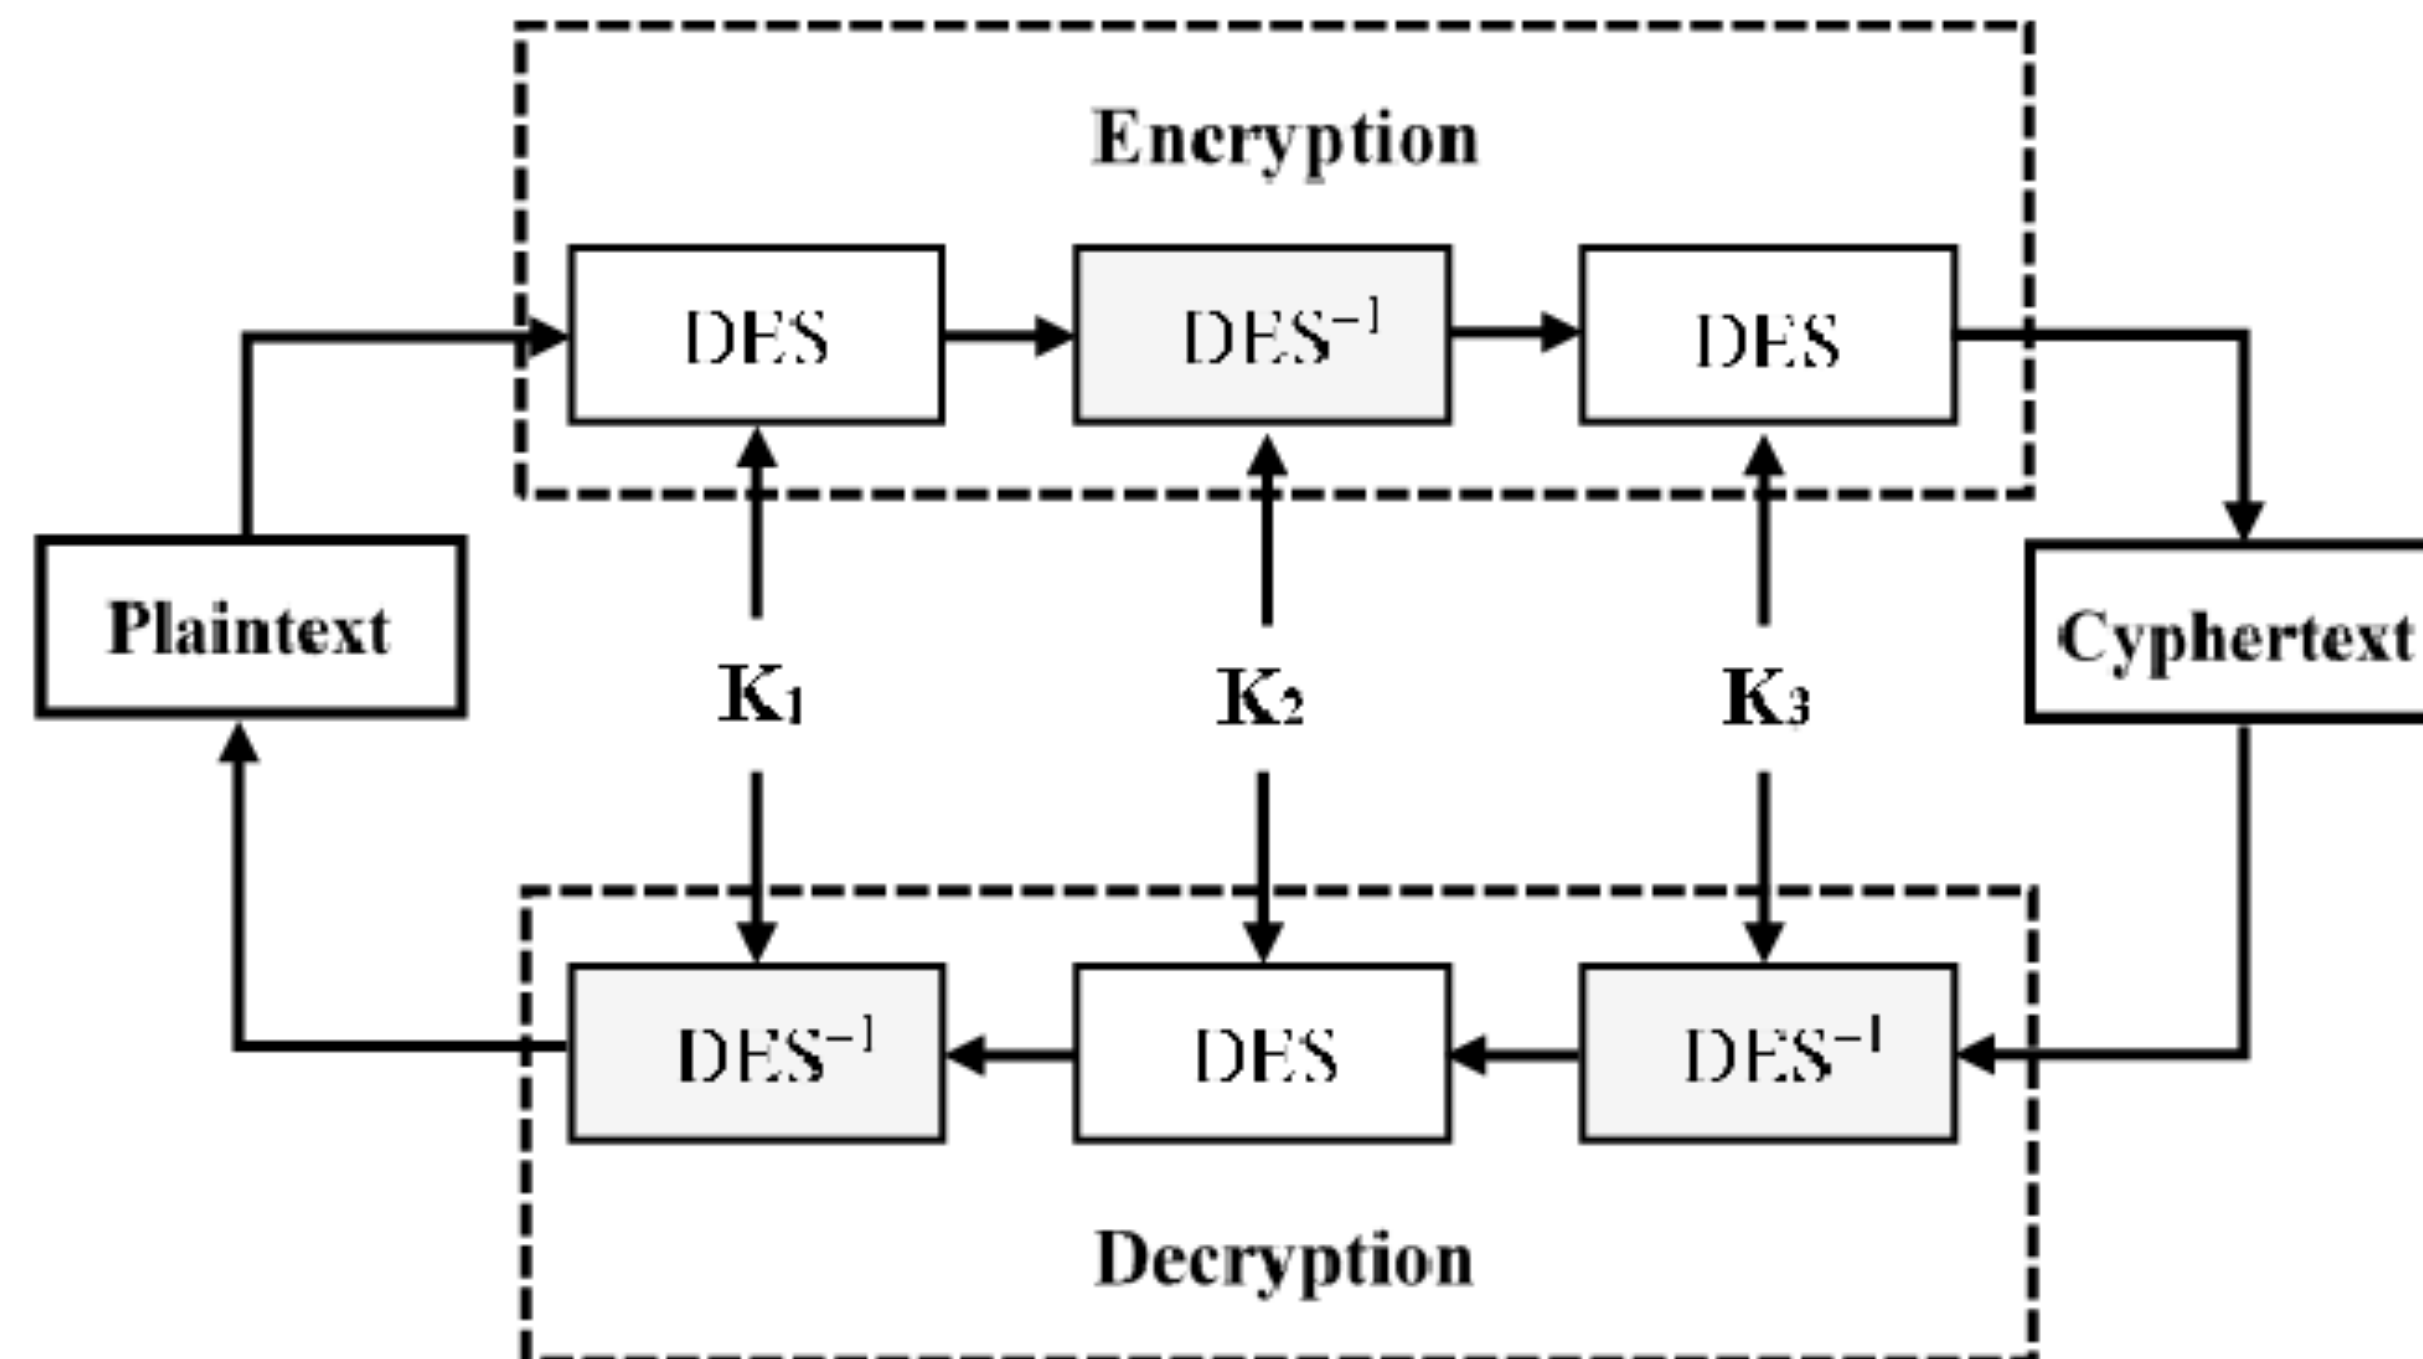 Encryption
DES
DES⁻¹
DES
Plaintext
K₁
K₂
K₃
Cyphertext
DES⁻¹
DES
DES⁻¹
Decryption